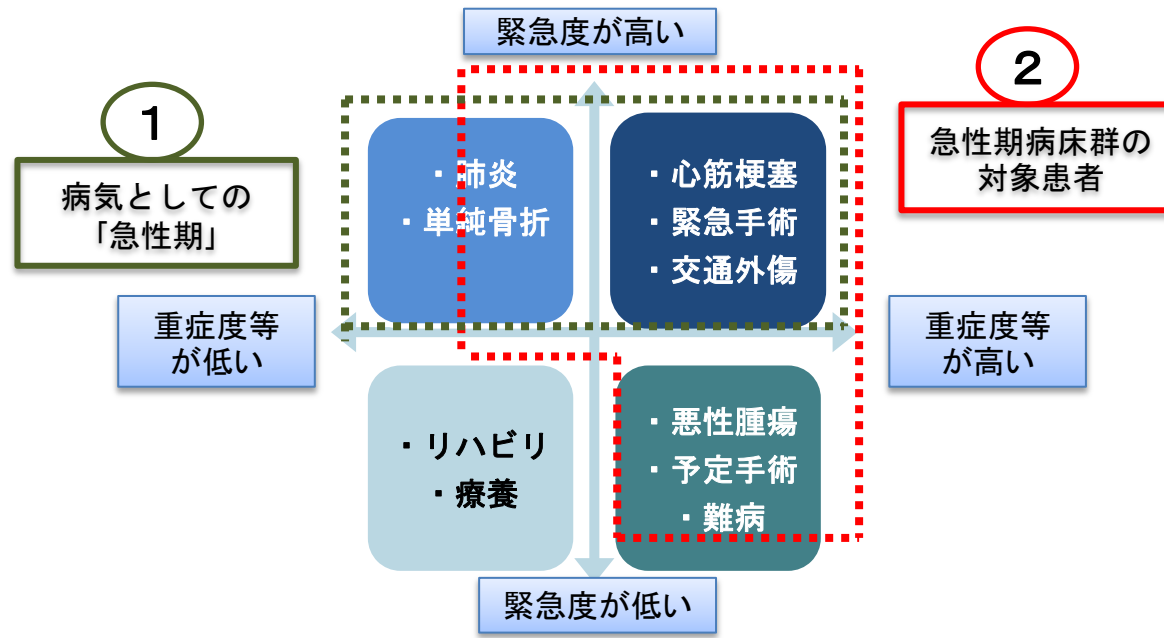 緊急度が高い
1
病気としての
「急性期」
2
急性期病床群の
対象患者
・肺炎
・単純骨折
・心筋梗塞
・緊急手術
・交通外傷
重症度等
が低い
重症度等
が高い
・リハビリ
・療養
・悪性腫瘍
・予定手術
・難病
緊急度が低い